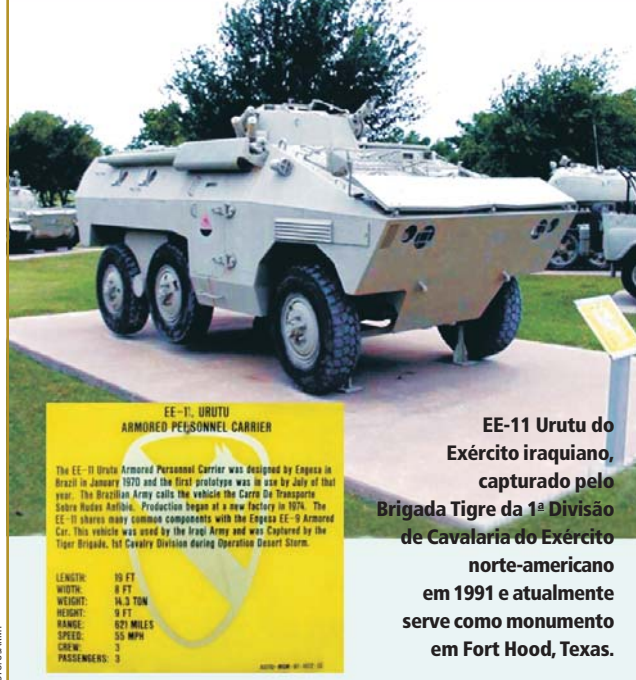 EE-11, URUTU
ARMORED PERSONNEL CARRIER
The EE-11 Urutu Armored Personnel Carrier was designed by Engesa in
Brazil in January 1970 and the first prototype was in use by July of that
year. The Brazilian Army calls the vehicle the Carro De Transporte
Sobre Rodas Anfibio. Production began at a new factory in 1974. The
EE-11 shares many common components with the Engesa EE-9 Armored
Car. This vehicle was used by the Iraqi Army and was Captured by the
Tiger Brigade, 1st Cavalry Division during Operation Desert Storm.
LENGTH: 19 FT
WIDTH: 8 FT
WEIGHT: 14.3 TON
HEIGHT: 9 FT
RANGE: 621 MILES
SPEED: 55 MPH
CREW: 3
PASSENGERS: 3
EE-11 Urutu do
Exército iraquiano,
capturado pelo
Brigada Tigre da 1ª Divisão
de Cavalaria do Exército
norte-americano
em 1991 e atualmente
serve como monumento
em Fort Hood, Texas.